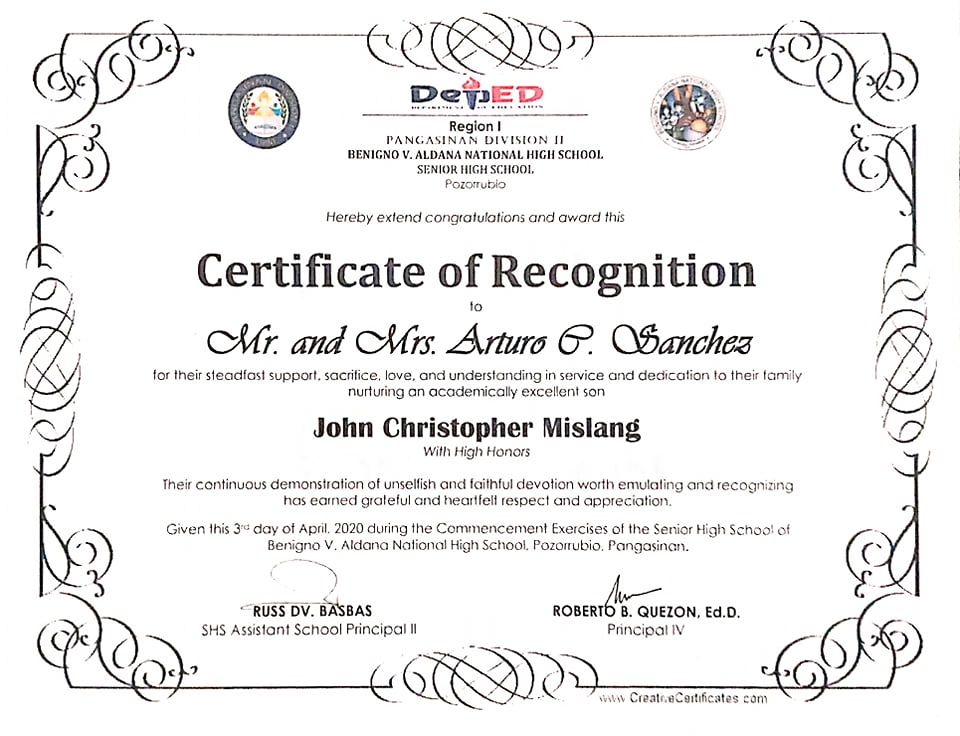 DepED
DEPARTMENT OF EDUCATION
Region I
PANGASINAN DIVISION II
BENIGNO V. ALDANA NATIONAL HIGH SCHOOL
SENIOR HIGH SCHOOL
Pozorrubio
Hereby extend congratulations and award this
Certificate of Recognition
to
Mr. and Mrs. Arturo C. Sanchez
for their steadfast support, sacrifice, love, and understanding in service and dedication to their family
nurturing an academically excellent son
John Christopher Mislang
With High Honors
Their continuous demonstration of unselfish and faithful devotion worth emulating and recognizing
has earned grateful and heartfelt respect and appreciation.
Given this 3rd day of April, 2020 during the Commencement Exercises of the Senior High School of
Benigno V. Aldana National High School, Pozorrubio, Pangasinan.
RUSS DV. BASBAS
SHS Assistant School Principal II
ROBERTO B. QUEZON, Ed.D.
Principal IV
www.CreativeCertificates.com